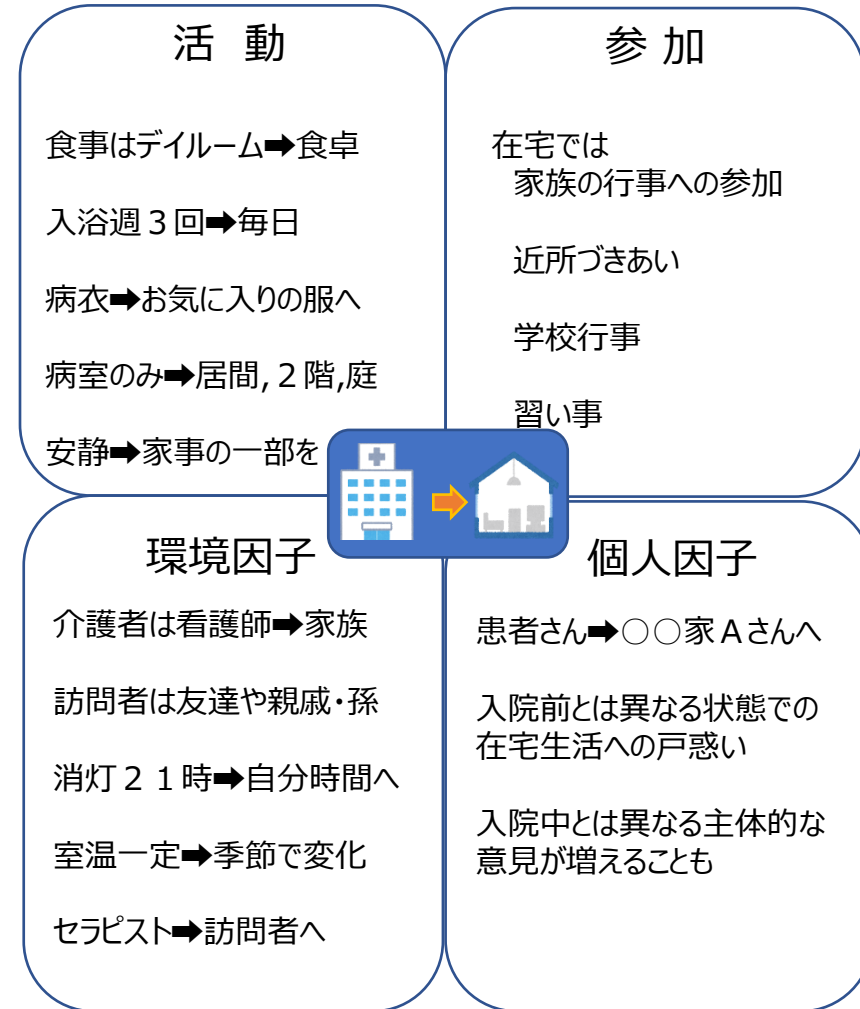 活 動
食事はデイルーム➡食卓
入浴週３回➡毎日
病衣➡お気に入りの服へ
病室のみ➡居間,２階,庭
安静➡家事の一部を
参 加
在宅では
家族の行事への参加
近所づきあい
学校行事
習い事
環境因子
介護者は看護師➡家族
訪問者は友達や親戚・孫
消灯２１時➡自分時間へ
室温一定➡季節で変化
セラピスト➡訪問者へ
個人因子
患者さん➡○○家Ａさんへ
入院前とは異なる状態での
在宅生活への戸惑い
入院中とは異なる主体的な
意見が増えることも